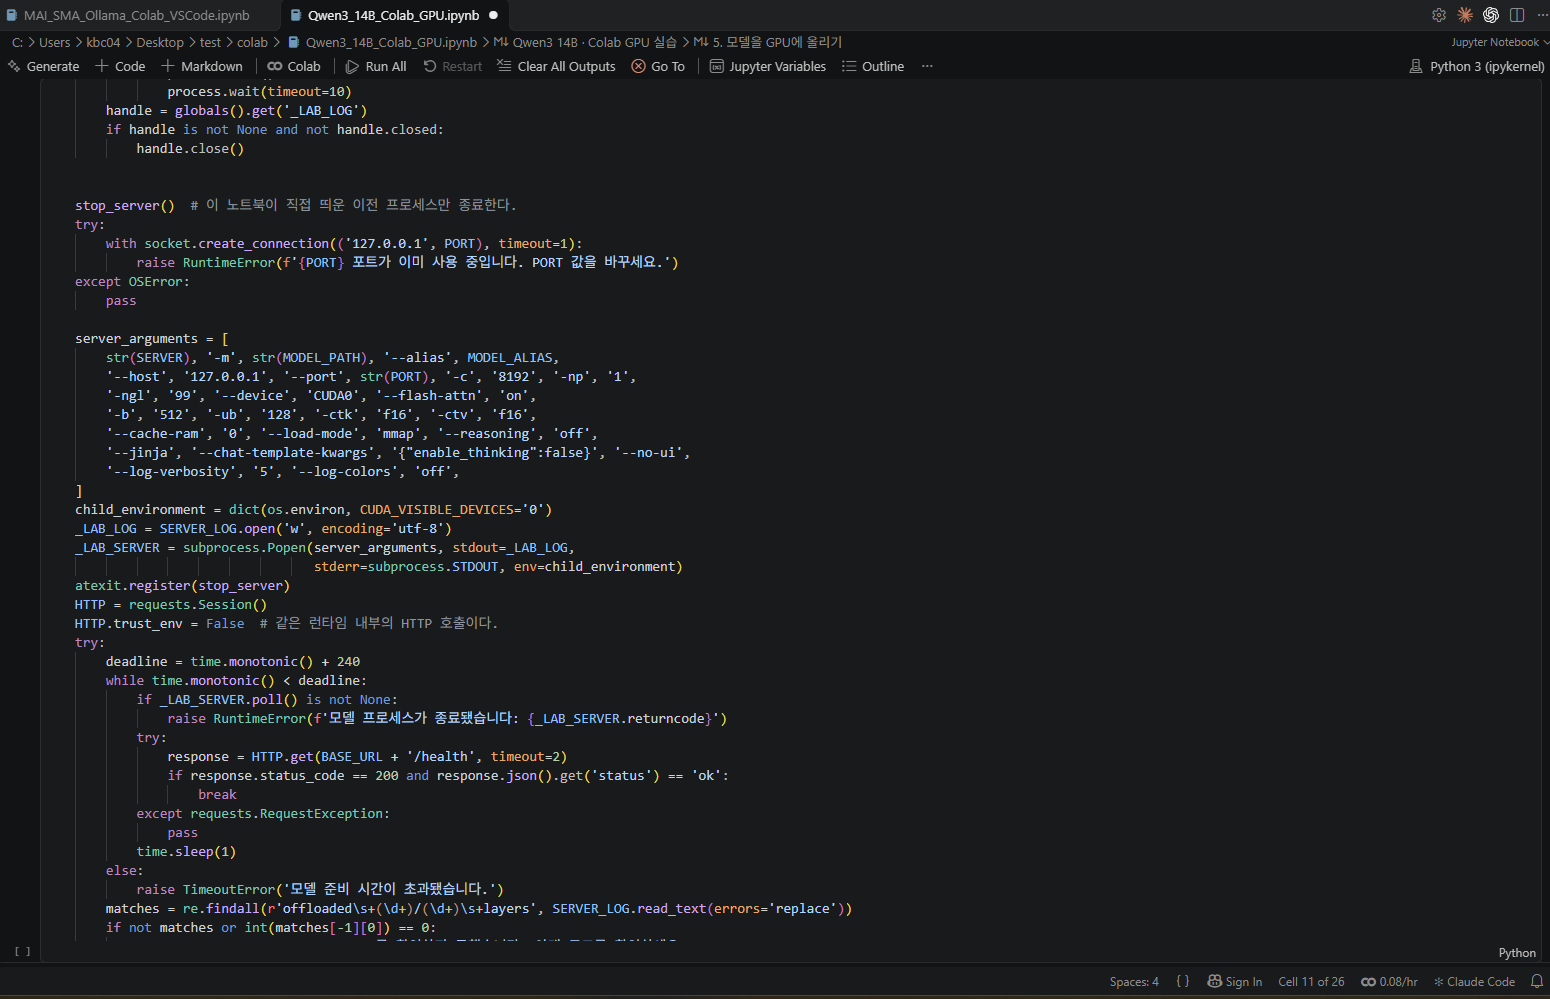 MAI_SMA_Ollama_Colab_VSCode.ipynb
Qwen3_14B_Colab_GPU.ipynb
C: > Users > kbc04 > Desktop > test > colab > Qwen3_14B_Colab_GPU.ipynb > M↓ Qwen3 14B · Colab GPU 실습 > M↓ 5. 모델을 GPU에 올리기
Jupyter Notebook
Generate + Code + Markdown Colab Run All Restart Clear All Outputs Go To Jupyter Variables Outline ···
Python 3 (ipykernel)
process.wait(timeout=10)
handle = globals().get('_LAB_LOG')
if handle is not None and not handle.closed:
handle.close()
stop_server()  # 이 노트북이 직접 띄운 이전 프로세스만 종료한다.
try:
with socket.create_connection(('127.0.0.1', PORT), timeout=1):
raise RuntimeError(f'{PORT} 포트가 이미 사용 중입니다. PORT 값을 바꾸세요.')
except OSError:
pass
server_arguments = [
str(SERVER), '-m', str(MODEL_PATH), '--alias', MODEL_ALIAS,
'--host', '127.0.0.1', '--port', str(PORT), '-c', '8192', '-np', '1',
'-ngl', '99', '--device', 'CUDA0', '--flash-attn', 'on',
'-b', '512', '-ub', '128', '-ctk', 'f16', '-ctv', 'f16',
'--cache-ram', '0', '--load-mode', 'mmap', '--reasoning', 'off',
'--jinja', '--chat-template-kwargs', '{"enable_thinking":false}', '--no-ui',
'--log-verbosity', '5', '--log-colors', 'off',
]
child_environment = dict(os.environ, CUDA_VISIBLE_DEVICES='0')
_LAB_LOG = SERVER_LOG.open('w', encoding='utf-8')
_LAB_SERVER = subprocess.Popen(server_arguments, stdout=_LAB_LOG,
stderr=subprocess.STDOUT, env=child_environment)
atexit.register(stop_server)
HTTP = requests.Session()
HTTP.trust_env = False  # 같은 런타임 내부의 HTTP 호출이다.
try:
deadline = time.monotonic() + 240
while time.monotonic() < deadline:
if _LAB_SERVER.poll() is not None:
raise RuntimeError(f'모델 프로세스가 종료됐습니다: {_LAB_SERVER.returncode}')
try:
response = HTTP.get(BASE_URL + '/health', timeout=2)
if response.status_code == 200 and response.json().get('status') == 'ok':
break
except requests.RequestException:
pass
time.sleep(1)
else:
raise TimeoutError('모델 준비 시간이 초과됐습니다.')
matches = re.findall(r'offloaded\s+(\d+)/(\d+)\s+layers', SERVER_LOG.read_text(errors='replace'))
if not matches or int(matches[-1][0]) == 0:
[ ]
Python
Spaces: 4 { } Sign In Cell 11 of 26 0.08/hr Claude Code